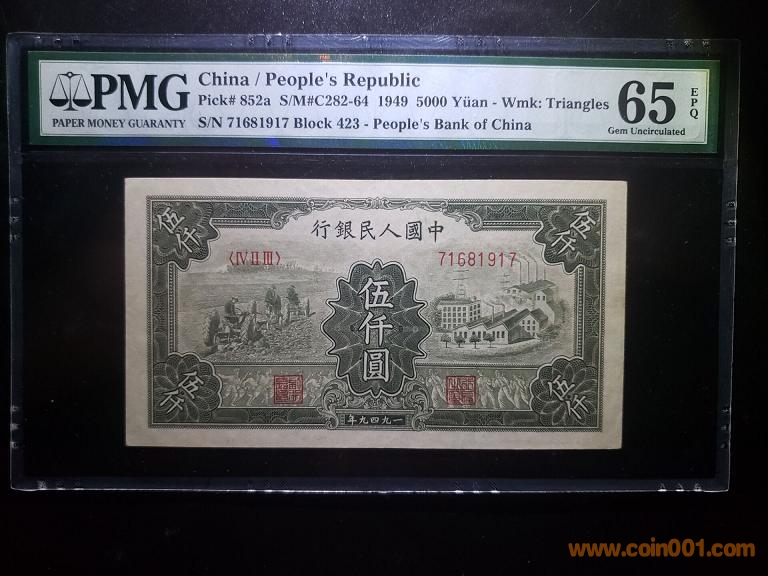 PMG
PAPER MONEY GUARANTY
China / People's Republic
Pick# 852a S/M#C282-64 1949 5000 Yüan - Wmk: Triangles
S/N 71681917 Block 423 - People's Bank of China
65
EPQ
Gem Uncirculated
伍仟
伍仟
行銀民人國中
〈IV II III〉
71681917
伍仟圓
伍仟
伍仟
年九四九一
www.coin001.com